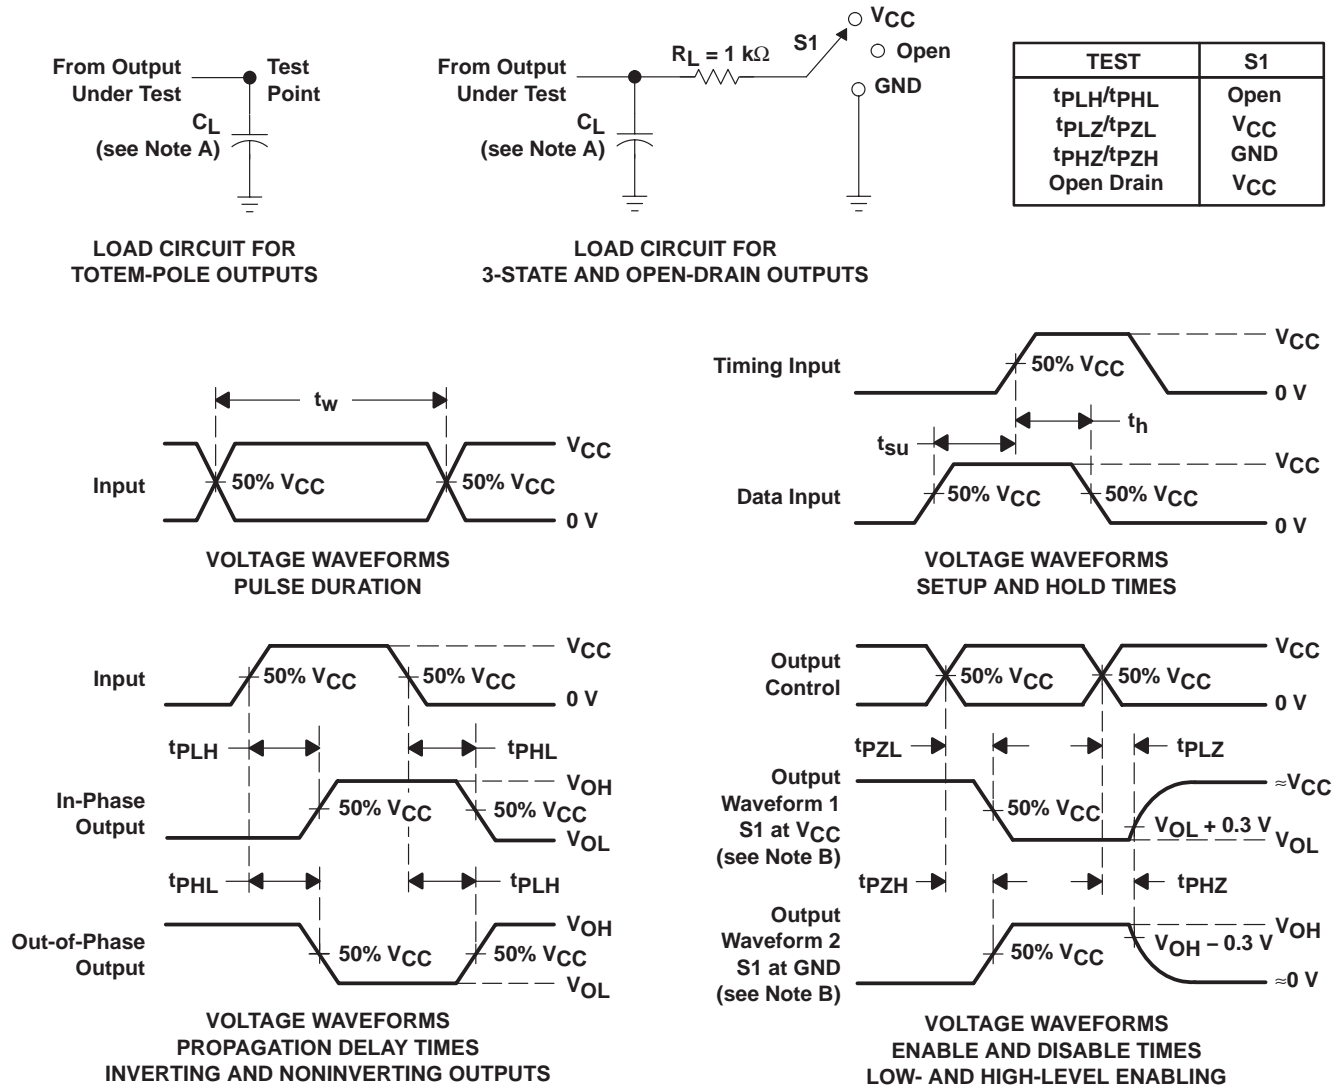 From Output
Under Test
Test
Point
CL
(see Note A)
LOAD CIRCUIT FOR
TOTEM-POLE OUTPUTS
From Output
Under Test
RL = 1 kΩ
S1
VCC
Open
GND
CL
(see Note A)
LOAD CIRCUIT FOR
3-STATE AND OPEN-DRAIN OUTPUTS
TEST S1
tPLH/tPHL Open
tPLZ/tPZL VCC
tPHZ/tPZH GND
Open Drain VCC
tw
Input
50% VCC
50% VCC
VCC
0 V
VOLTAGE WAVEFORMS
PULSE DURATION
Timing Input
50% VCC
VCC
0 V
th
tsu
Data Input
50% VCC
50% VCC
VCC
0 V
VOLTAGE WAVEFORMS
SETUP AND HOLD TIMES
Input
50% VCC
50% VCC
VCC
0 V
tPLH
tPHL
In-Phase
Output
50% VCC
50% VCC
VOH
VOL
tPHL
tPLH
Out-of-Phase
Output
50% VCC
50% VCC
VOH
VOL
VOLTAGE WAVEFORMS
PROPAGATION DELAY TIMES
INVERTING AND NONINVERTING OUTPUTS
Output
Control
50% VCC
50% VCC
VCC
0 V
tPZL
tPLZ
Output
Waveform 1
S1 at VCC
(see Note B)
50% VCC
≈VCC
VOL + 0.3 V
VOL
tPZH
tPHZ
Output
Waveform 2
S1 at GND
(see Note B)
50% VCC
VOH
VOH – 0.3 V
≈0 V
VOLTAGE WAVEFORMS
ENABLE AND DISABLE TIMES
LOW- AND HIGH-LEVEL ENABLING